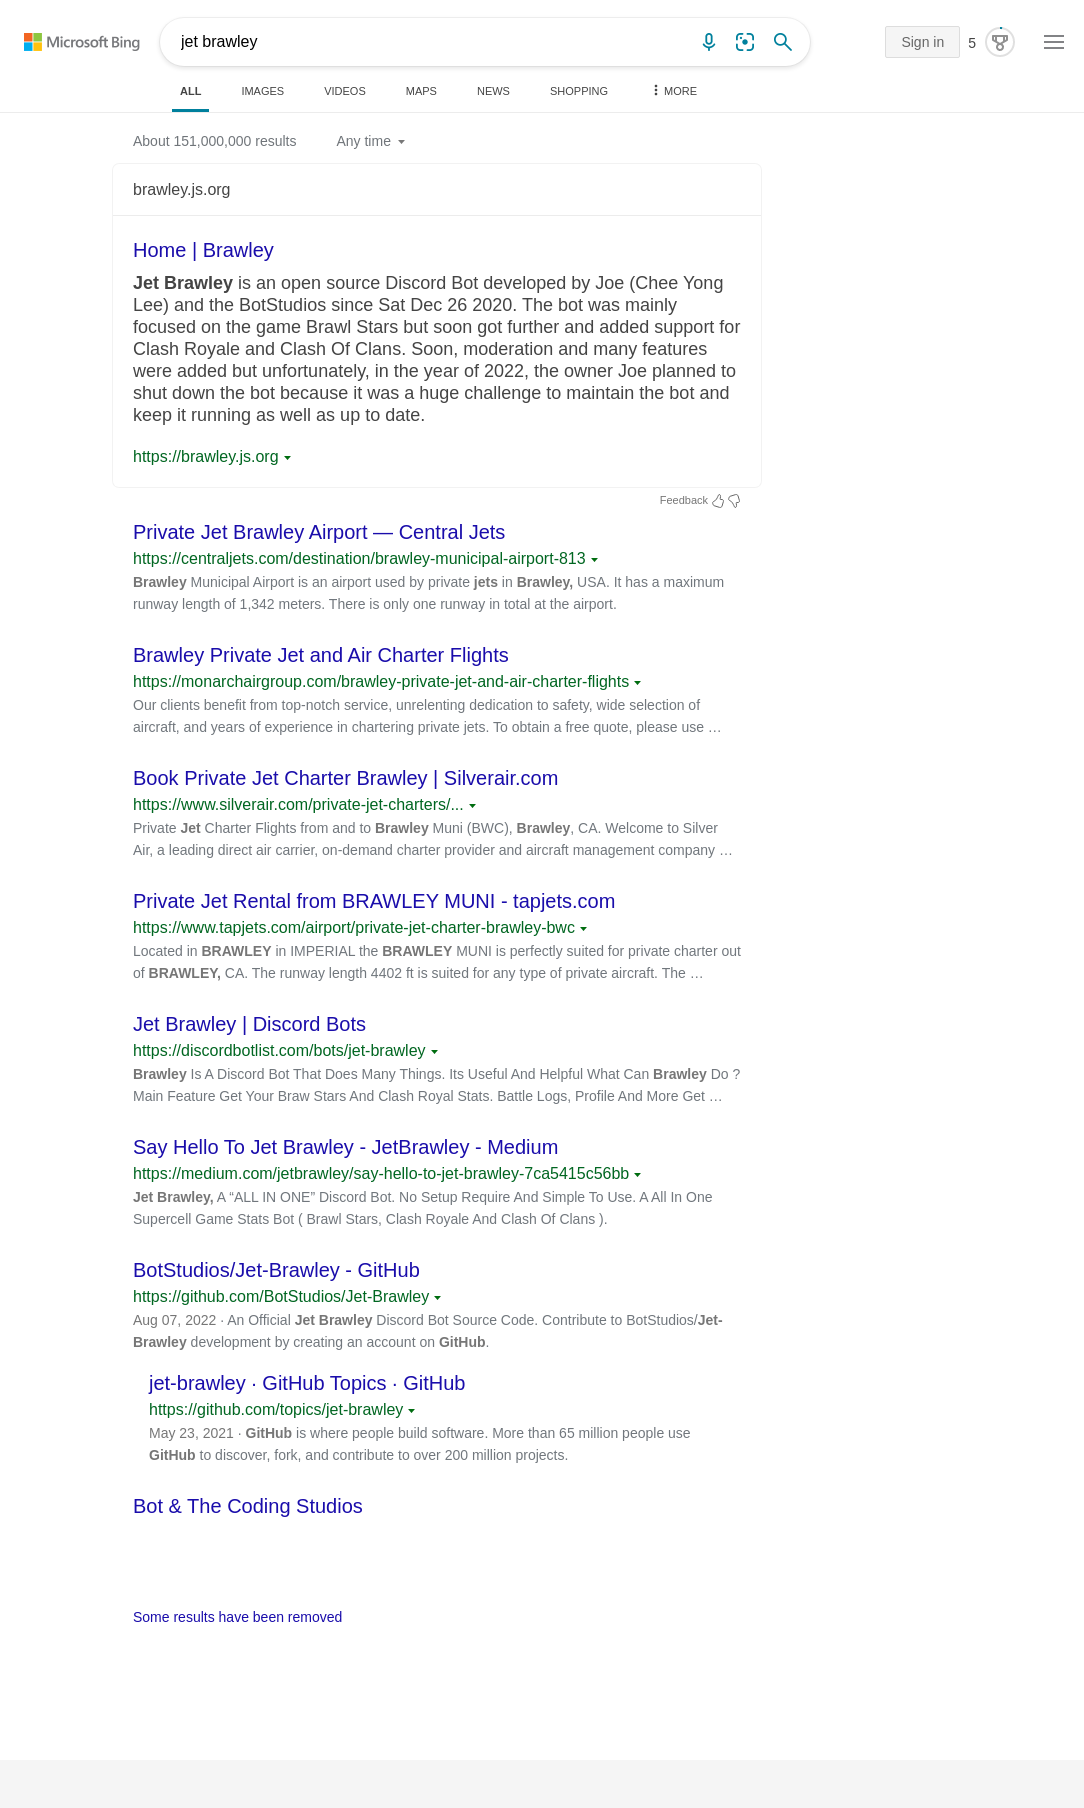 Microsoft Bing
jet brawley
Sign in
5
ALL
IMAGES
VIDEOS
MAPS
NEWS
SHOPPING
MORE
About 151,000,000 results
Any time
brawley.js.org
Home | Brawley
Jet Brawley is an open source Discord Bot developed by Joe (Chee Yong
Lee) and the BotStudios since Sat Dec 26 2020. The bot was mainly
focused on the game Brawl Stars but soon got further and added support for
Clash Royale and Clash Of Clans. Soon, moderation and many features
were added but unfortunately, in the year of 2022, the owner Joe planned to
shut down the bot because it was a huge challenge to maintain the bot and
keep it running as well as up to date.
https://brawley.js.org
Feedback
Private Jet Brawley Airport — Central Jets
https://centraljets.com/destination/brawley-municipal-airport-813
Brawley Municipal Airport is an airport used by private jets in Brawley, USA. It has a maximum
runway length of 1,342 meters. There is only one runway in total at the airport.
Brawley Private Jet and Air Charter Flights
https://monarchairgroup.com/brawley-private-jet-and-air-charter-flights
Our clients benefit from top-notch service, unrelenting dedication to safety, wide selection of
aircraft, and years of experience in chartering private jets. To obtain a free quote, please use …
Book Private Jet Charter Brawley | Silverair.com
https://www.silverair.com/private-jet-charters/...
Private Jet Charter Flights from and to Brawley Muni (BWC), Brawley, CA. Welcome to Silver
Air, a leading direct air carrier, on-demand charter provider and aircraft management company …
Private Jet Rental from BRAWLEY MUNI - tapjets.com
https://www.tapjets.com/airport/private-jet-charter-brawley-bwc
Located in BRAWLEY in IMPERIAL the BRAWLEY MUNI is perfectly suited for private charter out
of BRAWLEY, CA. The runway length 4402 ft is suited for any type of private aircraft. The …
Jet Brawley | Discord Bots
https://discordbotlist.com/bots/jet-brawley
Brawley Is A Discord Bot That Does Many Things. Its Useful And Helpful What Can Brawley Do ?
Main Feature Get Your Braw Stars And Clash Royal Stats. Battle Logs, Profile And More Get …
Say Hello To Jet Brawley - JetBrawley - Medium
https://medium.com/jetbrawley/say-hello-to-jet-brawley-7ca5415c56bb
Jet Brawley, A “ALL IN ONE” Discord Bot. No Setup Require And Simple To Use. A All In One
Supercell Game Stats Bot ( Brawl Stars, Clash Royale And Clash Of Clans ).
BotStudios/Jet-Brawley - GitHub
https://github.com/BotStudios/Jet-Brawley
Aug 07, 2022 · An Official Jet Brawley Discord Bot Source Code. Contribute to BotStudios/Jet-
Brawley development by creating an account on GitHub.
jet-brawley · GitHub Topics · GitHub
https://github.com/topics/jet-brawley
May 23, 2021 · GitHub is where people build software. More than 65 million people use
GitHub to discover, fork, and contribute to over 200 million projects.
Bot & The Coding Studios
Some results have been removed